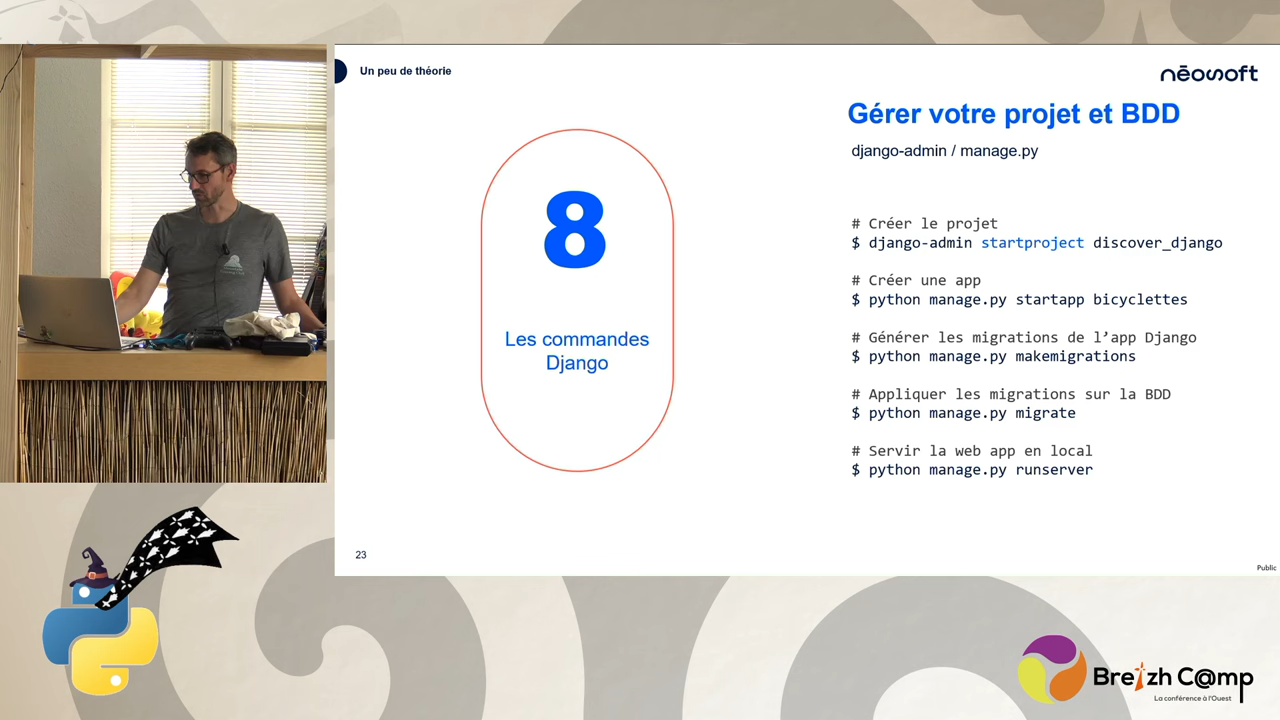 Un peu de théorie
nēosoft
Gérer votre projet et BDD
django-admin / manage.py
8
Les commandes
Django
# Créer le projet
$ django-admin startproject discover_django
# Créer une app
$ python manage.py startapp bicyclettes
# Générer les migrations de l’app Django
$ python manage.py makemigrations
# Appliquer les migrations sur la BDD
$ python manage.py migrate
# Servir la web app en local
$ python manage.py runserver
23
Public
Breizh C@mp
La conférence à l'Ouest